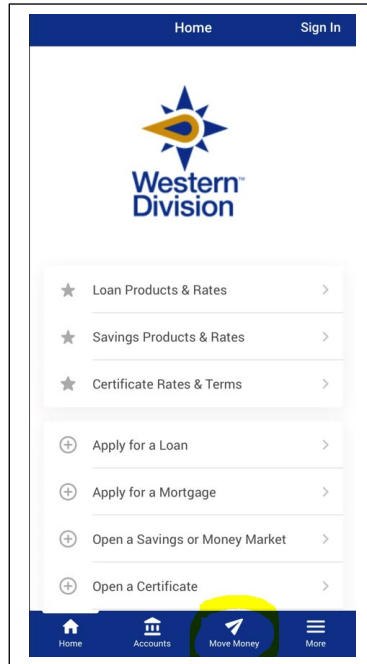 Home
Sign In
Western™
Division
Loan Products & Rates
Savings Products & Rates
Certificate Rates & Terms
Apply for a Loan
Apply for a Mortgage
Open a Savings or Money Market
Open a Certificate
Home
Accounts
Move Money
More